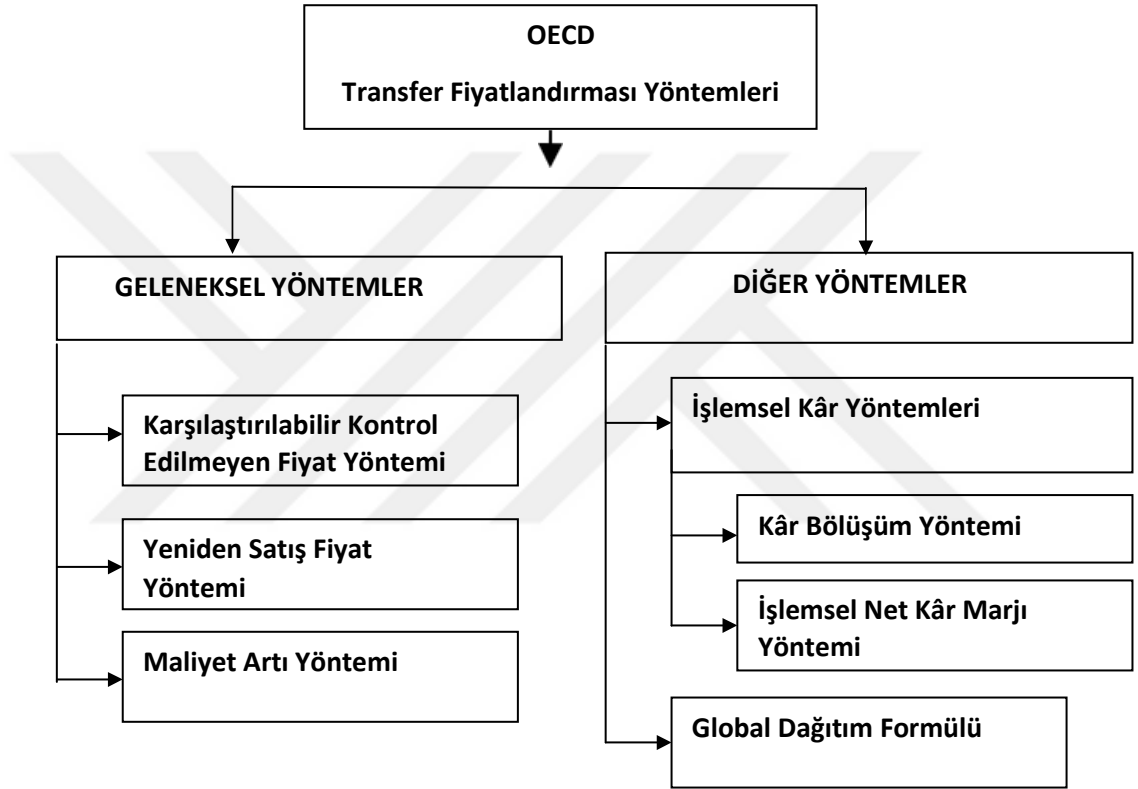 OECD
Transfer Fiyatlandırması Yöntemleri
GELENEKSEL YÖNTEMLER
Karşılaştırılabilir Kontrol
Edilmeyen Fiyat Yöntemi
Yeniden Satış Fiyat
Yöntemi
Maliyet Artı Yöntemi
DİĞER YÖNTEMLER
İşlemsel Kâr Yöntemleri
Kâr Bölüşüm Yöntemi
İşlemsel Net Kâr Marjı
Yöntemi
Global Dağıtım Formülü